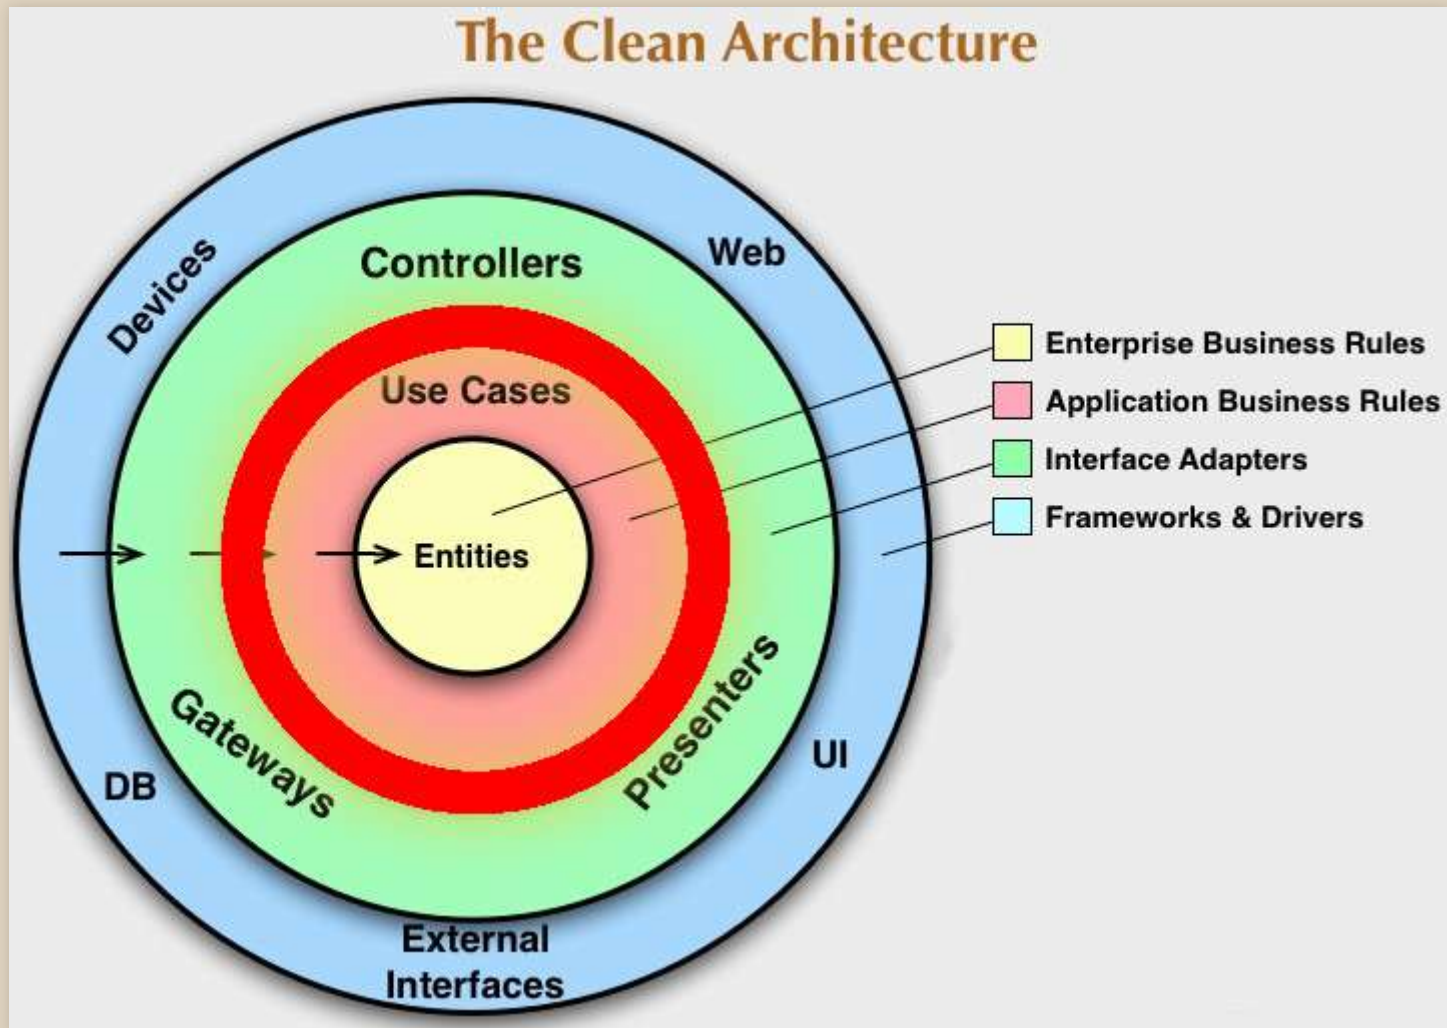 The Clean Architecture
Devices
Controllers
Web
Use Cases
Entities
Gateways
Presenters
DB
UI
External
Interfaces
Enterprise Business Rules
Application Business Rules
Interface Adapters
Frameworks & Drivers